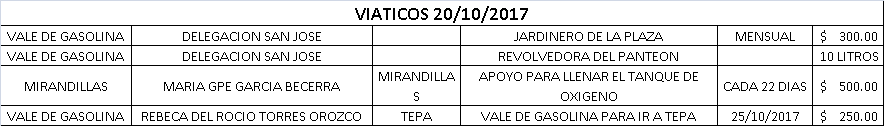 VIATICOS 20/10/2017
VALE DE GASOLINA DELEGACION SAN JOSE JARDINERO DE LA PLAZA MENSUAL $ 300.00
VALE DE GASOLINA DELEGACION SAN JOSE REVOLVEDORA DEL PANTEON 10 LITROS
MIRANDILLAS MARIA GPE GARCIA BECERRA MIRANDILLA
S APOYO PARA LLENAR EL TANQUE DE
OXIGENO CADA 22 DIAS $ 500.00
VALE DE GASOLINA REBECA DEL ROCIO TORRES OROZCO TEPA VALE DE GASOLINA PARA IR A TEPA 25/10/2017 $ 250.00